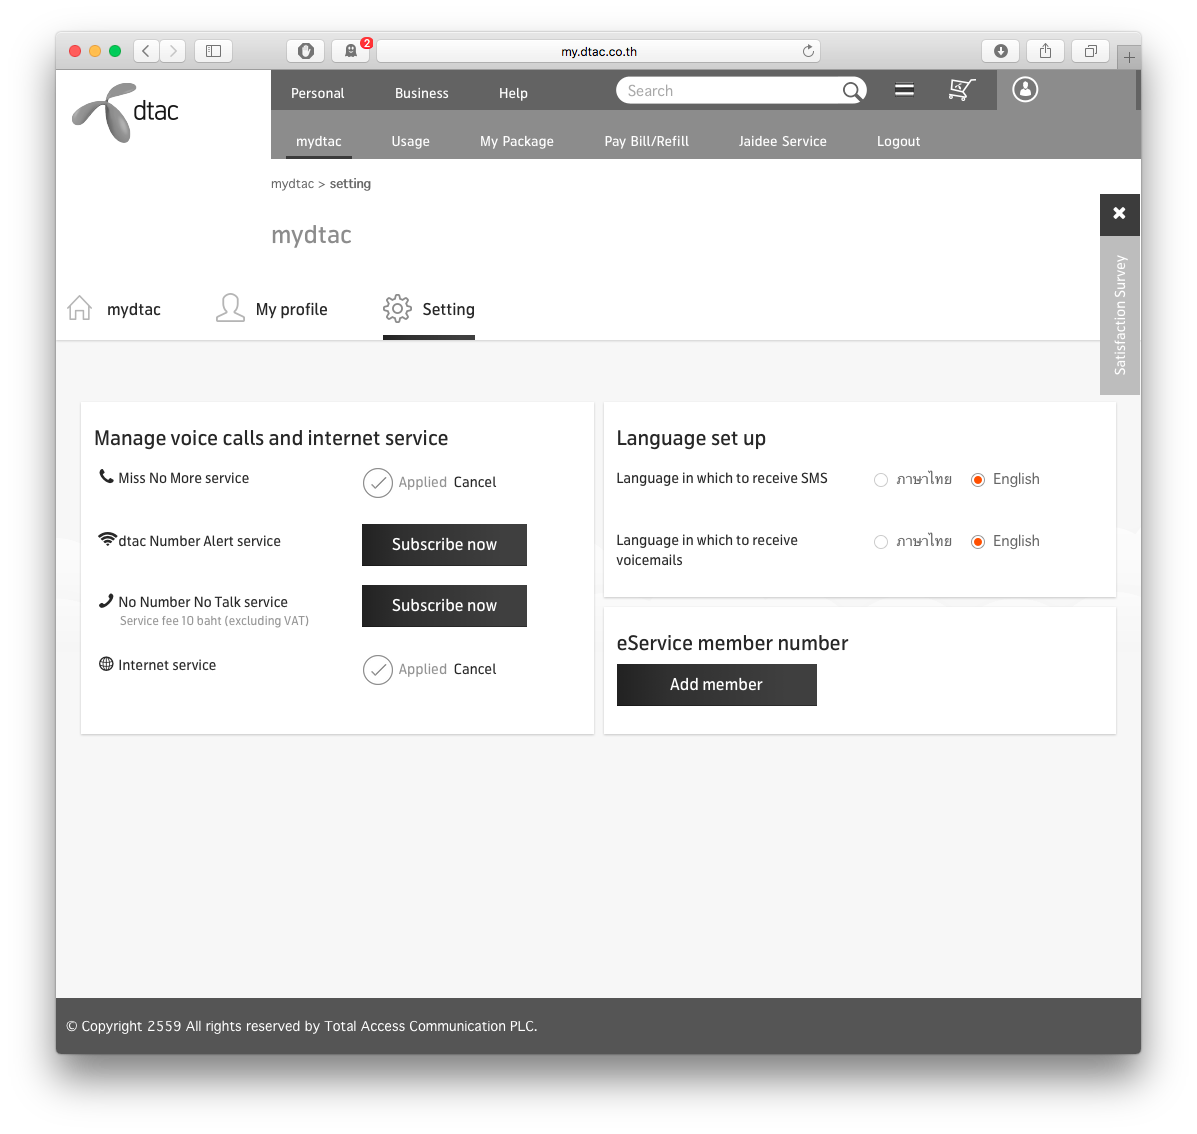 2
my.dtac.co.th
dtac
Personal
Business
Help
Search
mydtac
Usage
My Package
Pay Bill/Refill
Jaidee Service
Logout
mydtac > setting
mydtac
Satisfaction Survey
mydtac
My profile
Setting
Manage voice calls and internet service
Miss No More service
Applied Cancel
dtac Number Alert service
Subscribe now
No Number No Talk service
Service fee 10 baht (excluding VAT)
Subscribe now
Internet service
Applied Cancel
Language set up
Language in which to receive SMS
ภาษาไทย
English
Language in which to receive
voicemails
ภาษาไทย
English
eService member number
Add member
© Copyright 2559 All rights reserved by Total Access Communication PLC.